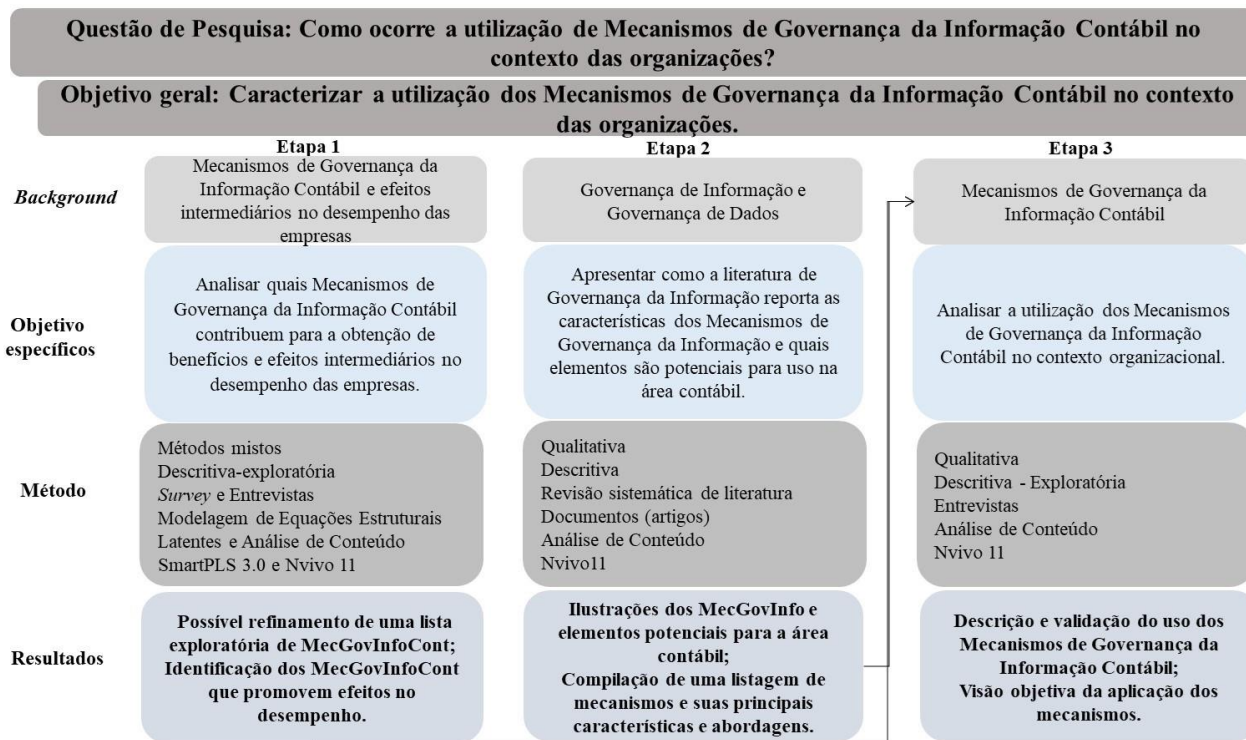 Questão de Pesquisa: Como ocorre a utilização de Mecanismos de Governança da Informação Contábil no
contexto das organizações?
Objetivo geral: Caracterizar a utilização dos Mecanismos de Governança da Informação Contábil no contexto
das organizações.
Etapa 1
Etapa 2
Etapa 3
Background
Mecanismos de Governança da
Informação Contábil e efeitos
intermediários no desempenho das
empresas
Governança de Informação e
Governança de Dados
Mecanismos de Governança da
Informação Contábil
Objetivo
específicos
Analisar quais Mecanismos de
Governança da Informação Contábil
contribuem para a obtenção de
benefícios e efeitos intermediários no
desempenho das empresas.
Apresentar como a literatura de
Governança da Informação reporta as
características dos Mecanismos de
Governança da Informação e quais
elementos são potenciais para uso na
área contábil.
Analisar a utilização dos Mecanismos
de Governança da Informação
Contábil no contexto organizacional.
Método
Métodos mistos
Descritiva-exploratória
Survey e Entrevistas
Modelagem de Equações Estruturais
Latentes e Análise de Conteúdo
SmartPLS 3.0 e Nvivo 11
Qualitativa
Descritiva
Revisão sistemática de literatura
Documentos (artigos)
Análise de Conteúdo
Nvivo11
Qualitativa
Descritiva - Exploratória
Entrevistas
Análise de Conteúdo
Nvivo 11
Resultados
Possível refinamento de uma lista
exploratória de MecGovInfoCont;
Identificação dos MecGovInfoCont
que promovem efeitos no
desempenho.
Ilustrações dos MecGovInfo e
elementos potenciais para a área
contábil;
Compilação de uma listagem de
mecanismos e suas principais
características e abordagens.
Descrição e validação do uso dos
Mecanismos de Governança da
Informação Contábil;
Visão objetiva da aplicação dos
mecanismos.